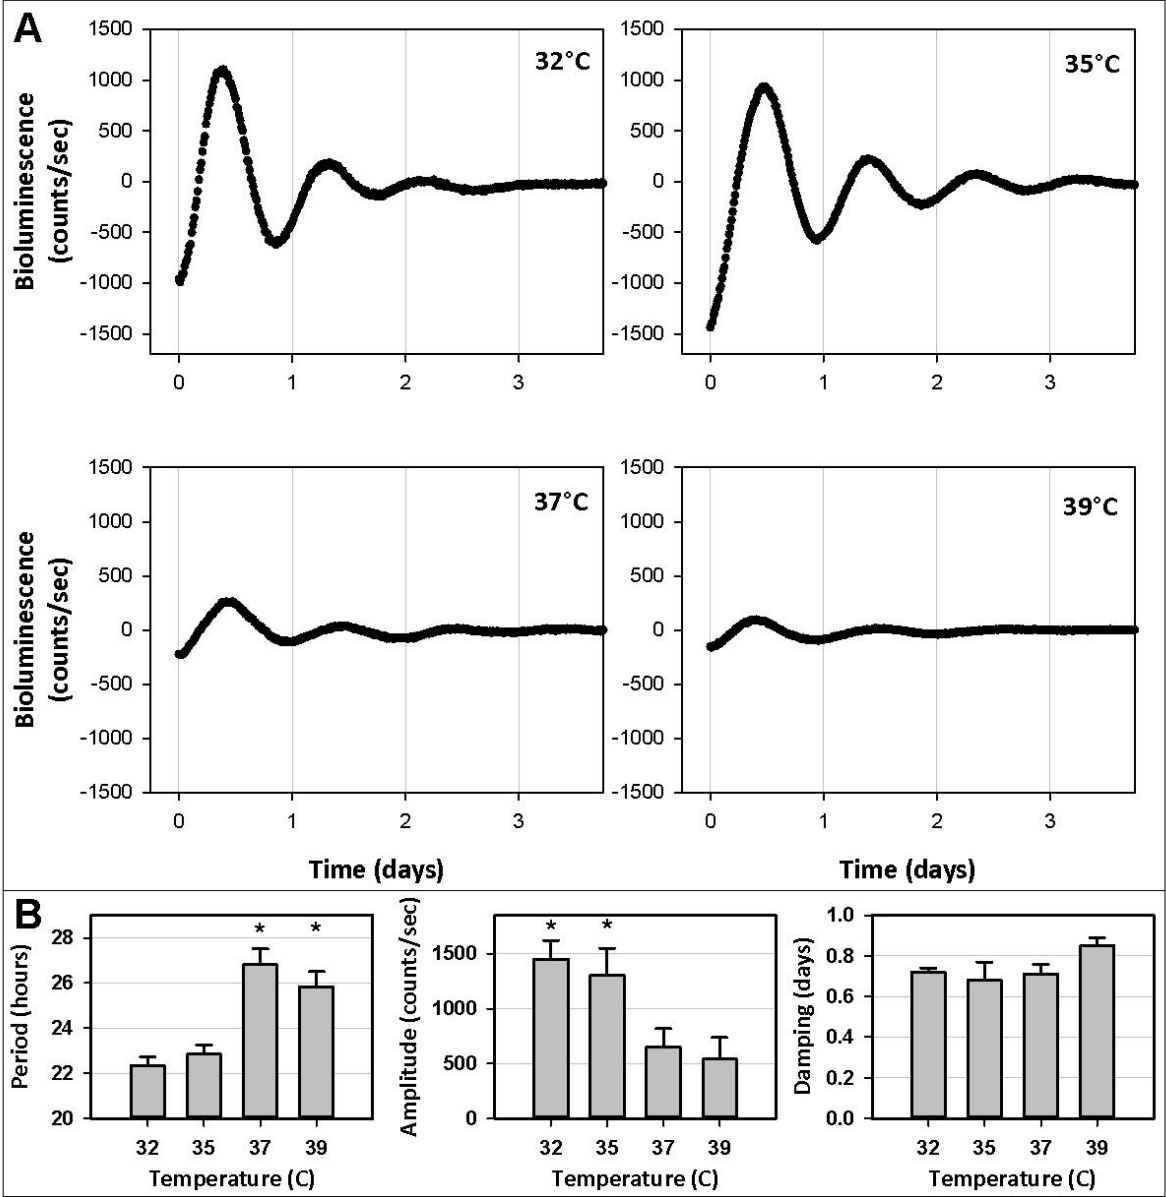 A
32°C
1500
1000
500
0
-500
-1000
-1500
Bioluminescence
(counts/sec)
0 1 2 3
35°C
1500
1000
500
0
-500
-1000
-1500
0 1 2 3
37°C
1500
1000
500
0
-500
-1000
-1500
Bioluminescence
(counts/sec)
0 1 2 3
Time (days)
39°C
1500
1000
500
0
-500
-1000
-1500
0 1 2 3
Time (days)
B
28
26
24
22
20
Period (hours)
* *
32 35 37 39
Temperature (C)
1500
1000
500
0
Amplitude (counts/sec)
* *
32 35 37 39
Temperature (C)
1.0
0.8
0.6
0.4
0.2
0.0
Damping (days)
32 35 37 39
Temperature (C)